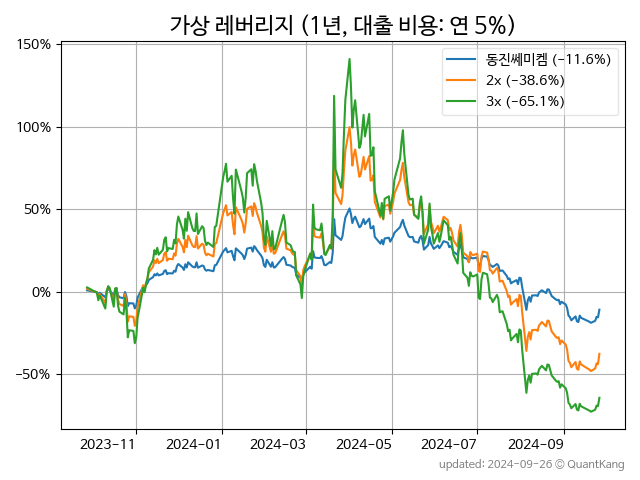 가상 레버리지 (1년, 대출 비용: 연 5%)
150%
100%
50%
0%
−50%
동진쎄미켐 (−11.6%)
2x (−38.6%)
3x (−65.1%)
2023-11
2024-01
2024-03
2024-05
2024-07
2024-09
updated: 2024-09-26 © QuantKang